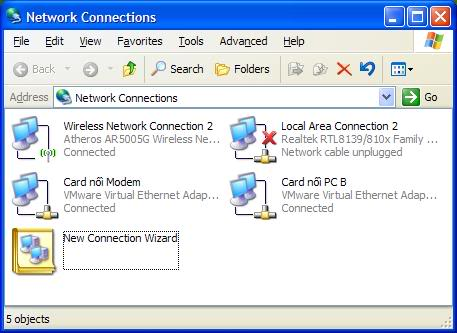 Network Connections
File Edit View Favorites Tools Advanced Help
Back Search Folders
Address Network Connections Go
Wireless Network Connection 2
Atheros AR5005G Wireless Ne...
Connected
Local Area Connection 2
Realtek RTL8139/810x Family ...
Network cable unplugged
Card nối Modem
VMware Virtual Ethernet Adap...
Connected
Card nối PC B
VMware Virtual Ethernet Adap...
Connected
New Connection Wizard
5 objects